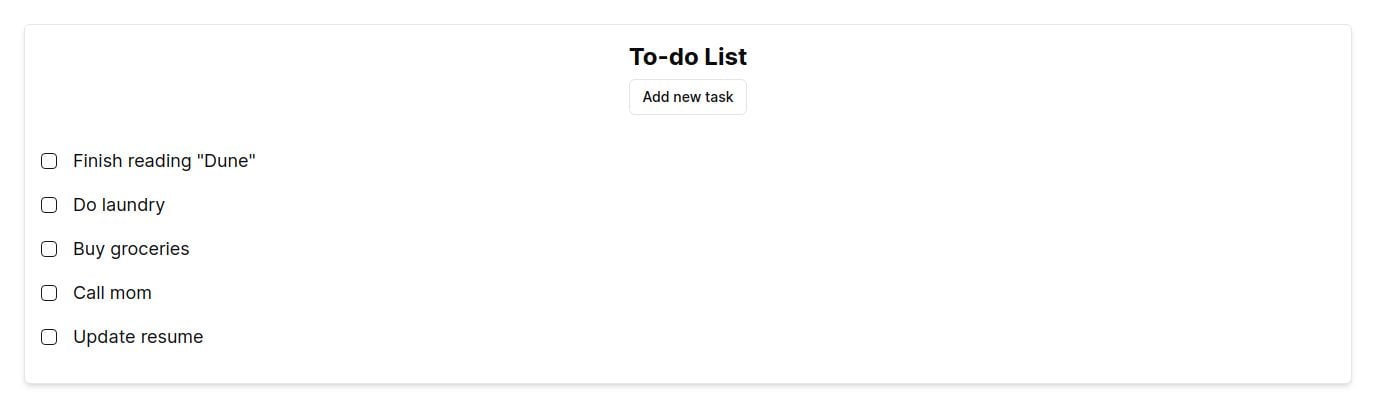 To-do List
Add new task
Finish reading "Dune"
Do laundry
Buy groceries
Call mom
Update resume